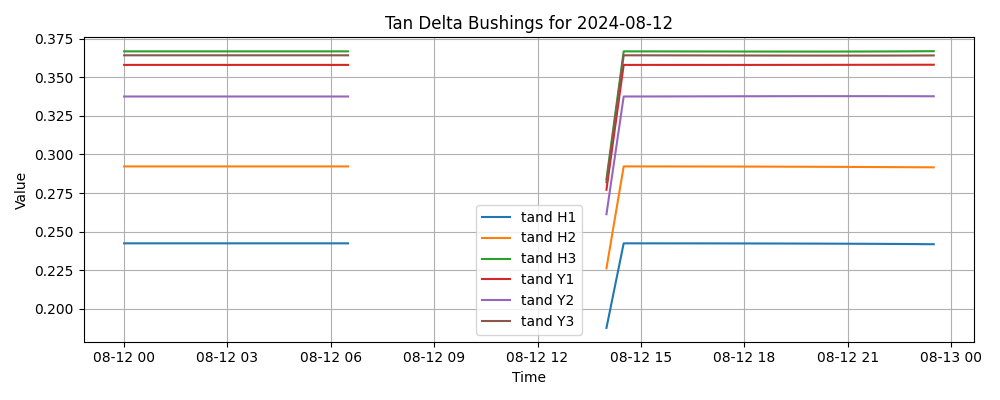 Tan Delta Bushings for 2024-08-12
Value
0.375
0.350
0.325
0.300
0.275
0.250
0.225
0.200
tand H1
tand H2
tand H3
tand Y1
tand Y2
tand Y3
08-12 00 08-12 03 08-12 06 08-12 09 08-12 12 08-12 15 08-12 18 08-12 21 08-13 00
Time